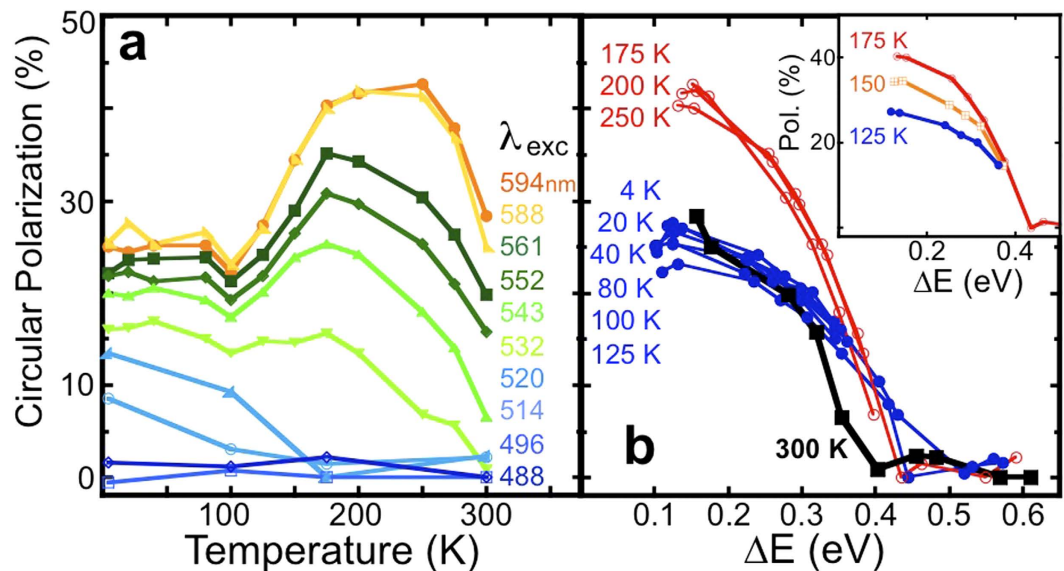 a
Circular Polarization (%)
50
30
10
0
100
200
300
Temperature (K)
λexc
594nm
588
561
552
543
532
520
514
496
488
b
175 K
200 K
250 K
4 K
20 K
40 K
80 K
100 K
125 K
300 K
0.1
0.2
0.3
0.4
0.5
0.6
ΔE (eV)
Pol. (%)
40
20
175 K
150
125 K
0.2
0.4
ΔE (eV)